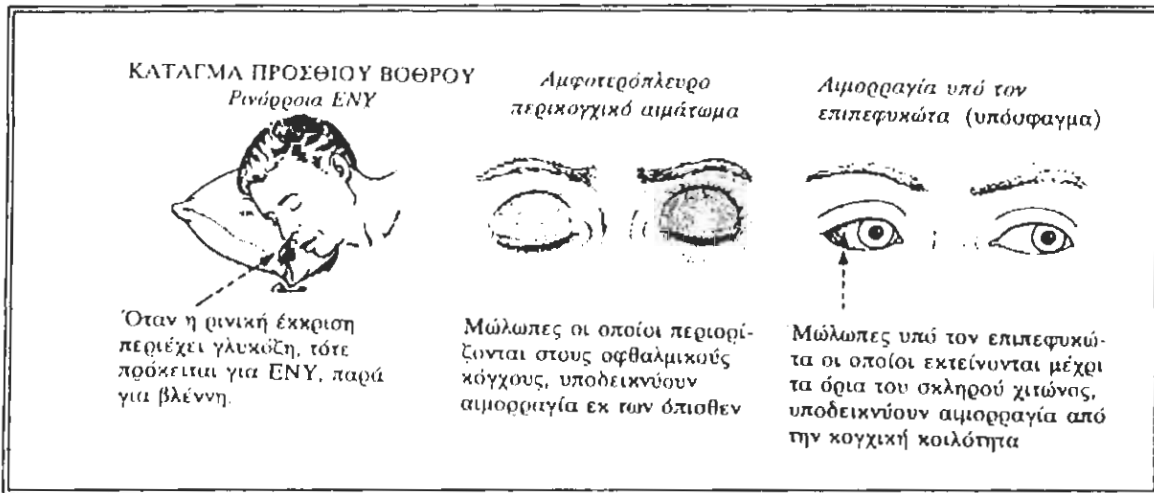 ΚΑΤΑΓΜΑ ΠΡΟΣΘΙΟΥ ΒΟΘΡΟΥ
Ρινόρροια ΕΝΥ
Όταν η ρινική έκκριση
περιέχει γλυκόζη, τότε
πρόκειται για ΕΝΥ, παρά
για βλέννη.
Αμφοτερόπλευρο
περικογχικό αιμάτωμα
Μώλωπες οι οποίοι περιορί-
ζονται στους οφθαλμικούς
κόγχους, υποδεικνύουν
αιμορραγία εκ των όπισθεν
Αιμορραγία υπό τον
επιπεφυκότα (υπόσφαγμα)
Μώλωπες υπό τον επιπεφυκώ-
τα οι οποίοι εκτείνονται μέχρι
τα όρια του σκληρού χιτώνος,
υποδεικνύουν αιμορραγία από
την κογχική κοιλότητα